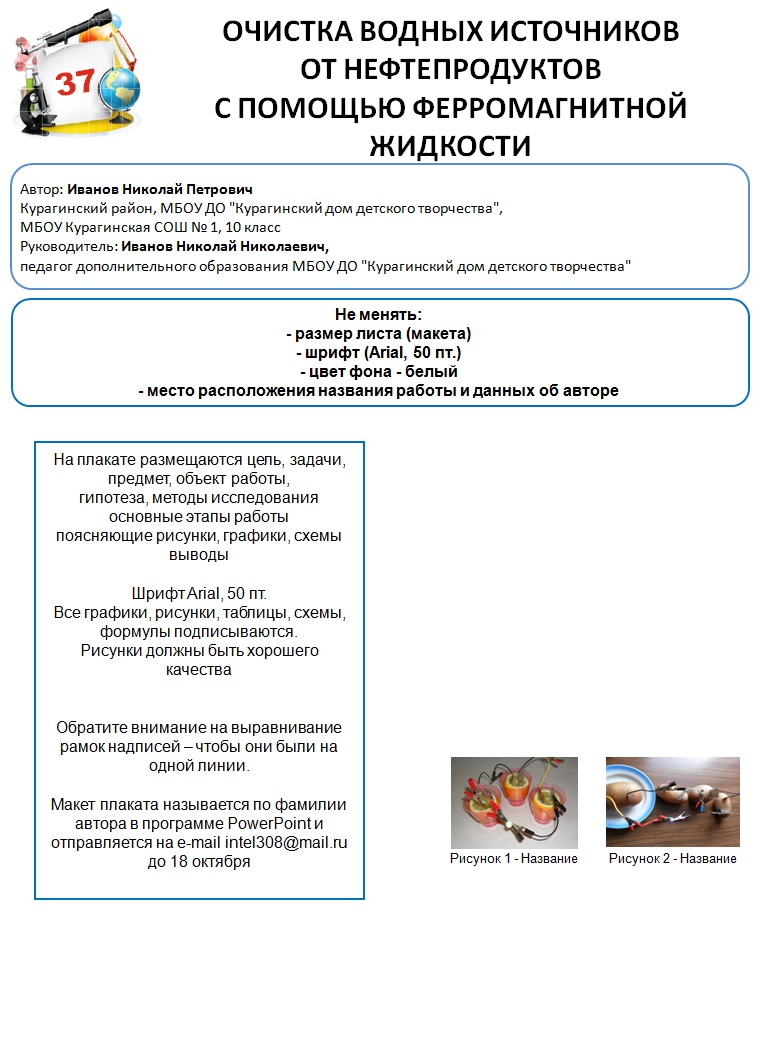 37
ОЧИСТКА ВОДНЫХ ИСТОЧНИКОВ
ОТ НЕФТЕПРОДУКТОВ
С ПОМОЩЬЮ ФЕРРОМАГНИТНОЙ
ЖИДКОСТИ
Автор: Иванов Николай Петрович
Курагинский район, МБОУ ДО "Курагинский дом детского творчества",
МБОУ Курагинская СОШ № 1, 10 класс
Руководитель: Иванов Николай Николаевич,
педагог дополнительного образования МБОУ ДО "Курагинский дом детского творчества"
Не менять:
- размер листа (макета)
- шрифт (Arial, 50 пт.)
- цвет фона - белый
- место расположения названия работы и данных об авторе
На плакате размещаются цель, задачи,
предмет, объект работы,
гипотеза, методы исследования
основные этапы работы
поясняющие рисунки, графики, схемы
выводы
Шрифт Arial, 50 пт.
Все графики, рисунки, таблицы, схемы,
формулы подписываются.
Рисунки должны быть хорошего
качества
Обратите внимание на выравнивание
рамок надписей – чтобы они были на
одной линии.
Макет плаката называется по фамилии
автора в программе PowerPoint и
отправляется на e-mail intel308@mail.ru
до 18 октября
Рисунок 1 - Название
Рисунок 2 - Название